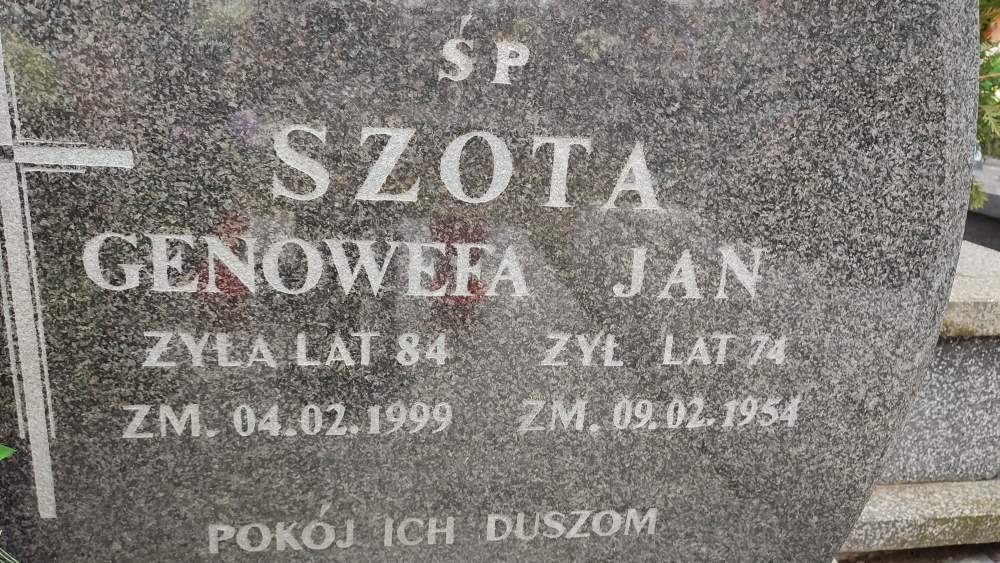 ŚP
SZOTA
GENOWEFA JAN
ŻYŁA LAT 84 ŻYŁ LAT 74
ZM. 04.02.1999 ZM. 09.02.1954
POKÓJ ICH DUSZOM